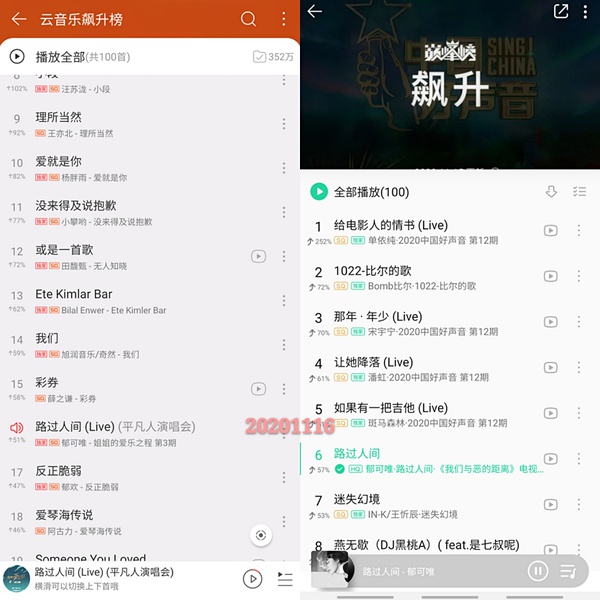 云音乐飙升榜
播放全部(共100首)
352万
8 小段
↑102% 独家 SQ 汪苏泷 - 小段
9 理所当然
↑92% SQ 王亦北 - 理所当然
10 爱就是你
↑82% 独家 SQ 杨胖雨 - 爱就是你
11 没来得及说抱歉
↑77% 独家 SQ 小攀哟 - 没来得及说抱歉
12 或是一首歌
↑72% 独家 SQ 田馥甄 - 无人知晓
13 Ete Kimlar Bar
↑62% 独家 SQ Bilal Enwer - Ete Kimler Bar
14 我们
↑59% 独家 SQ 旭润音乐/奇然 - 我们
15 彩券
↑58% SQ 薛之谦 - 彩券
路过人间 (Live) (平凡人演唱会)
↑51% 独家 SQ 郁可唯 - 姐姐的爱乐之程 第3期
17 反正脆弱
↑47% 独家 SQ 郁欢 - 反正脆弱
18 爱琴海传说
↑46% SQ 阿古力 - 爱琴海传说
19 Someone You Loved
路过人间 (Live) (平凡人演唱会)
横滑可以切换上下首哦
SING!
CHINA
中国
好声音
巅峰榜
飙升
全部播放(100)
1 给电影人的情书 (Live)
252% SQ 独家 单依纯·2020中国好声音 第12期
2 1022-比尔的歌
72% SQ 独家 Bomb比尔·1022-比尔的歌
3 那年 · 年少 (Live)
70% SQ 独家 宋宇宁·2020中国好声音 第12期
4 让她降落 (Live)
61% SQ 独家 潘虹·2020中国好声音 第12期
5 如果有一把吉他 (Live)
SQ 独家 斑马森林·2020中国好声音 第12期
6 路过人间
57% HQ 郁可唯·路过人间·《我们与恶的距离》电视...
7 迷失幻境
53% SQ 独家 IN-K/王忻辰·迷失幻境
8 燕无歇（DJ黑桃A）( feat.是七叔呢)
路过人间 - 郁可唯
20201116